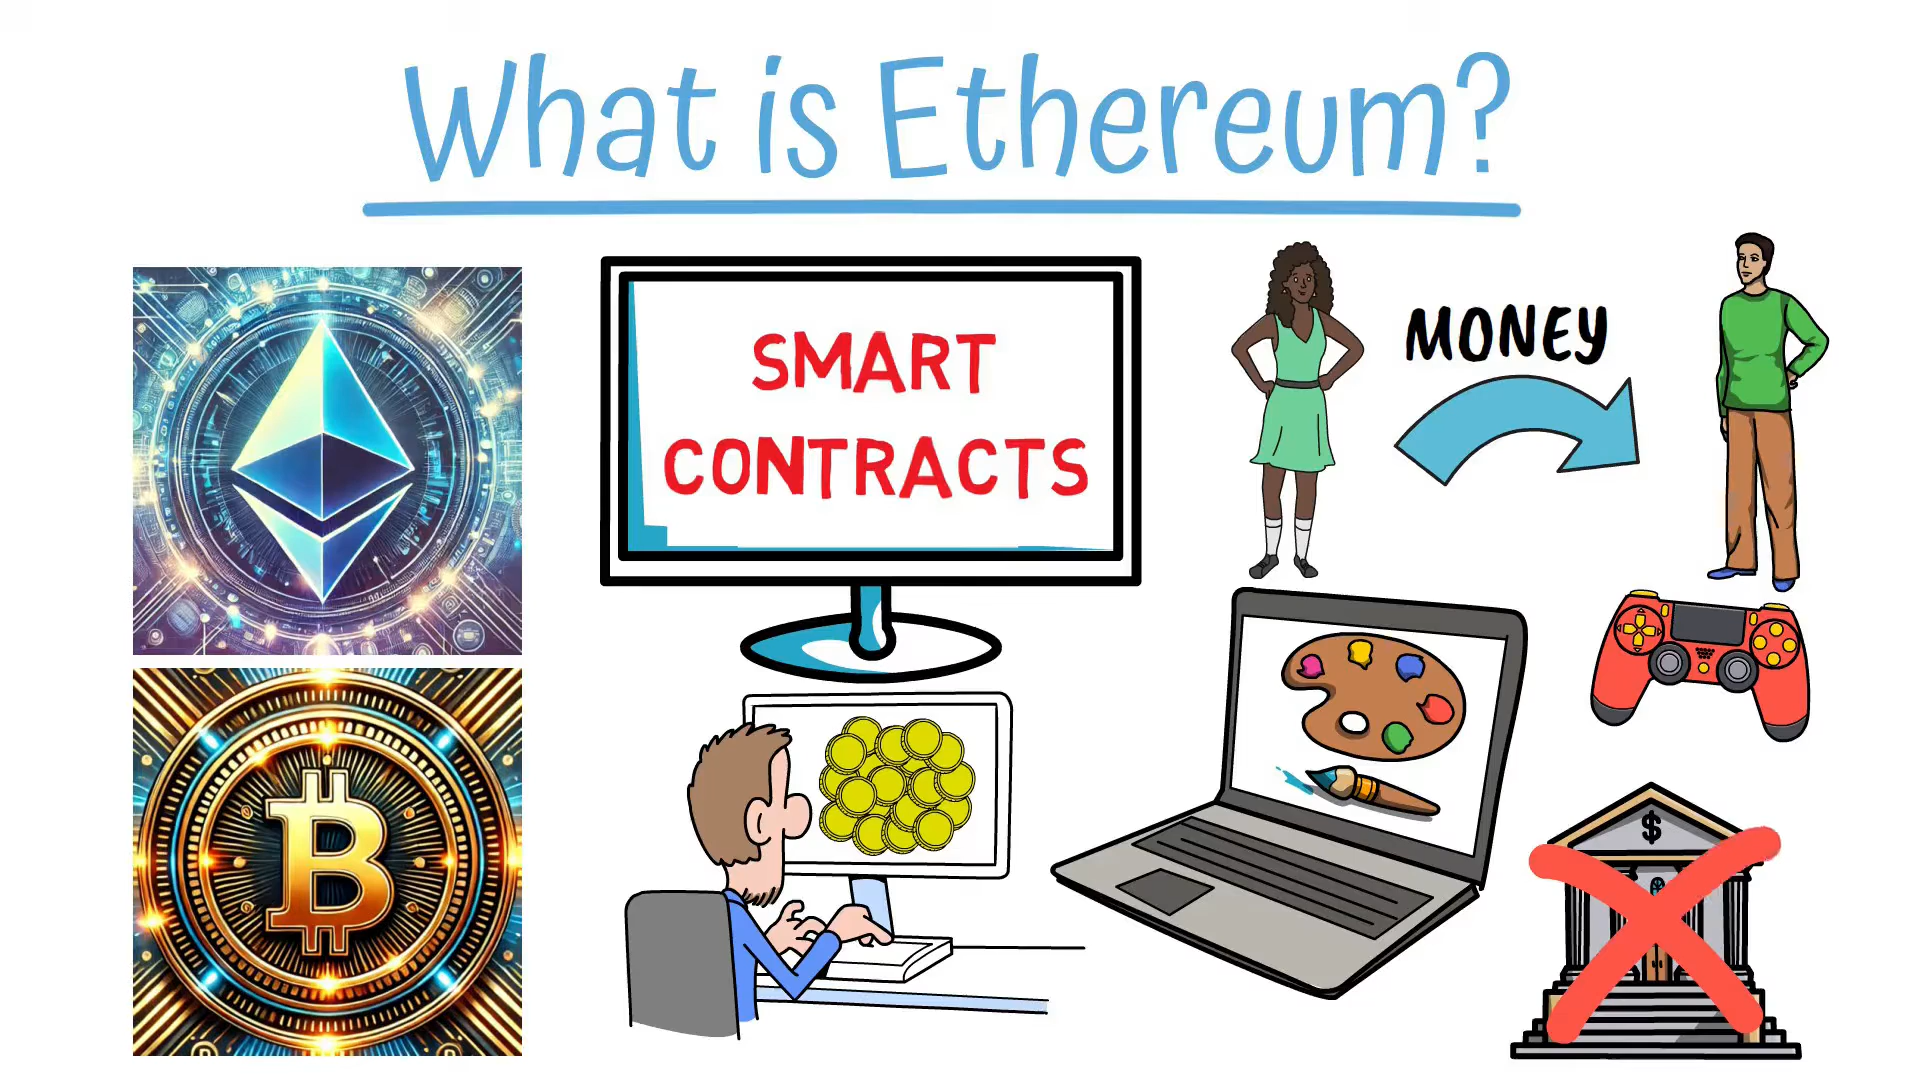 What is Ethereum?
SMART
CONTRACTS
MONEY
B
$